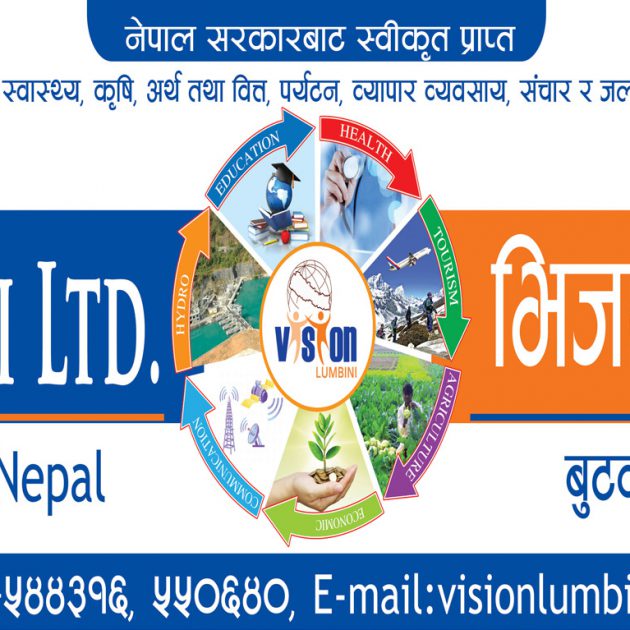 नेपाल सरकारबाट स्वीकृत प्राप्त
स्वास्थ्य, कृषि, अर्थ तथा वित्त, पर्यटन, व्यापार व्यवसाय, संचार र जल
EDUCATION
HEALTH
TOURISM
AGRICULTURE
ECONOMIC
COMMUNICATION
HYDRO
VISION
LUMBINI
LTD.
भिज
Nepal
बुटव
-५४४३१६, ५५०६४०, E-mail:visionlumbi